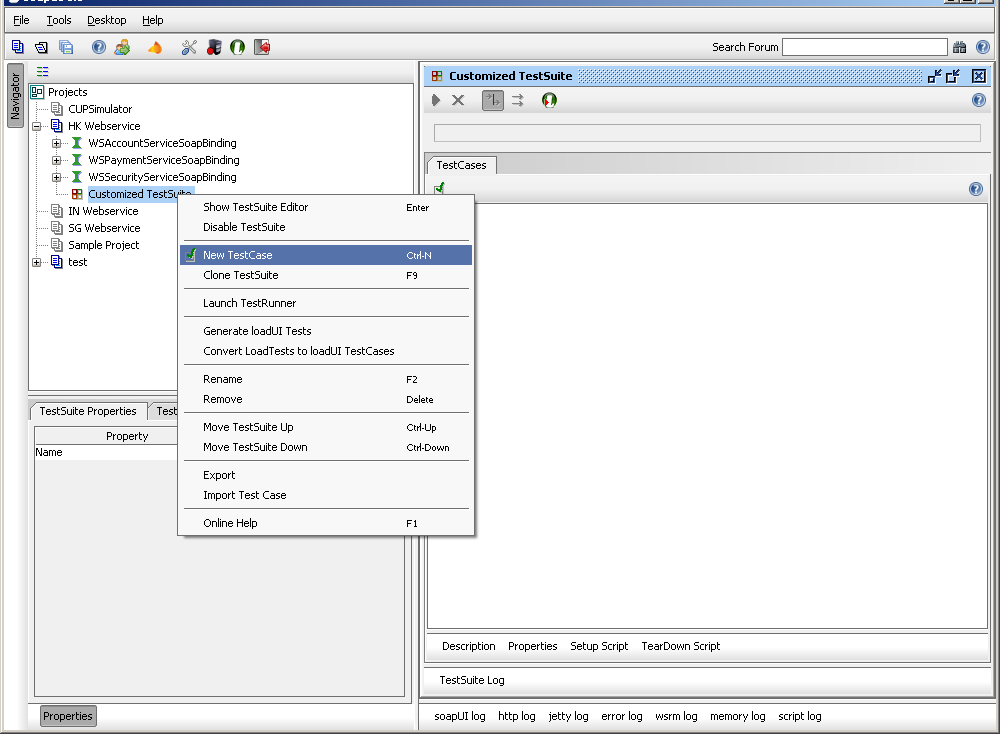 File Tools Desktop Help
Search Forum
Navigator
Projects
CUPSimulator
HK Webservice
WSAccountServiceSoapBinding
WSPaymentServiceSoapBinding
WSSecurityServiceSoapBinding
Customized TestSuite
IN Webservice
SG Webservice
Sample Project
test
Show TestSuite Editor Enter
Disable TestSuite
New TestCase Ctrl-N
Clone TestSuite F9
Launch TestRunner
Generate loadUI Tests
Convert LoadTests to loadUI TestCases
Rename F2
Remove Delete
Move TestSuite Up Ctrl-Up
Move TestSuite Down Ctrl-Down
Export
Import Test Case
Online Help F1
TestSuite Properties Test
Property
Name
Properties
Customized TestSuite
TestCases
Description Properties Setup Script TearDown Script
TestSuite Log
soapUI log http log jetty log error log wsrm log memory log script log